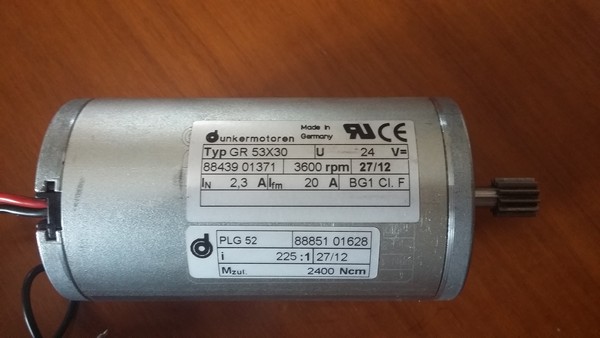 dunkermotoren Made in Germany
Typ GR 53X30 U 24 V=
88439 01371 3600 rpm 27/12
IN 2,3 A Ifm 20 A BG1 Cl. F
PLG 52 88851 01628
i 225 :1 27/12
Mzul. 2400 Ncm